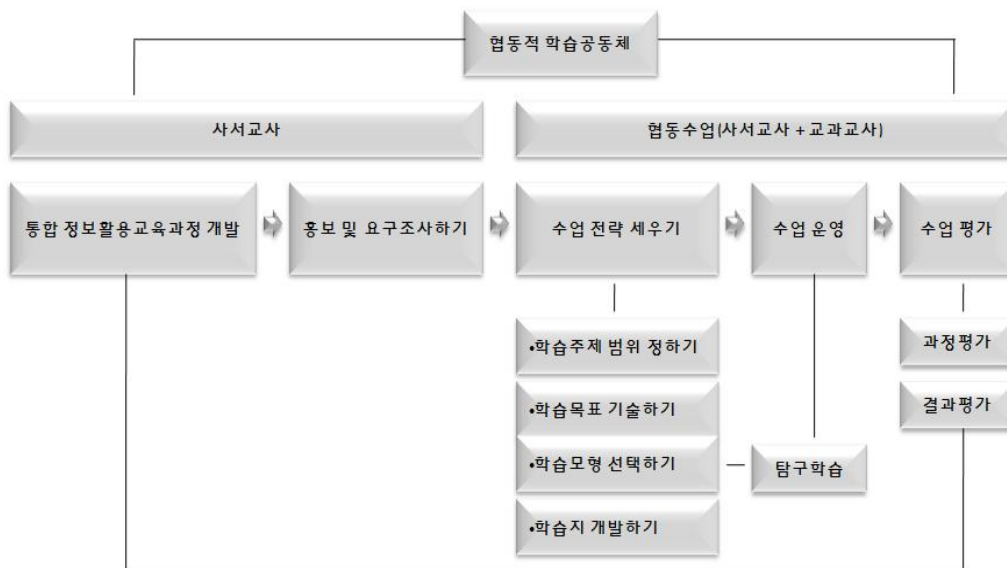 협동적 학습공동체
사서교사
협동수업(사서교사 + 교과교사)
통합 정보활용교육과정 개발
홍보 및 요구조사하기
수업 전략 세우기
수업 운영
수업 평가
•학습주제 범위 정하기
•학습목표 기술하기
•학습모형 선택하기
•학습지 개발하기
탐구학습
과정평가
결과평가